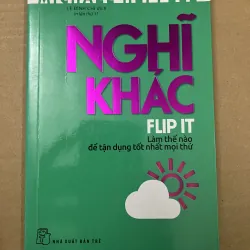 NGHĨ
KHÁC
FLIP IT
Làm thế nào
để tận dụng tốt nhất mọi thứ
NHÀ XUẤT BẢN TRẺ